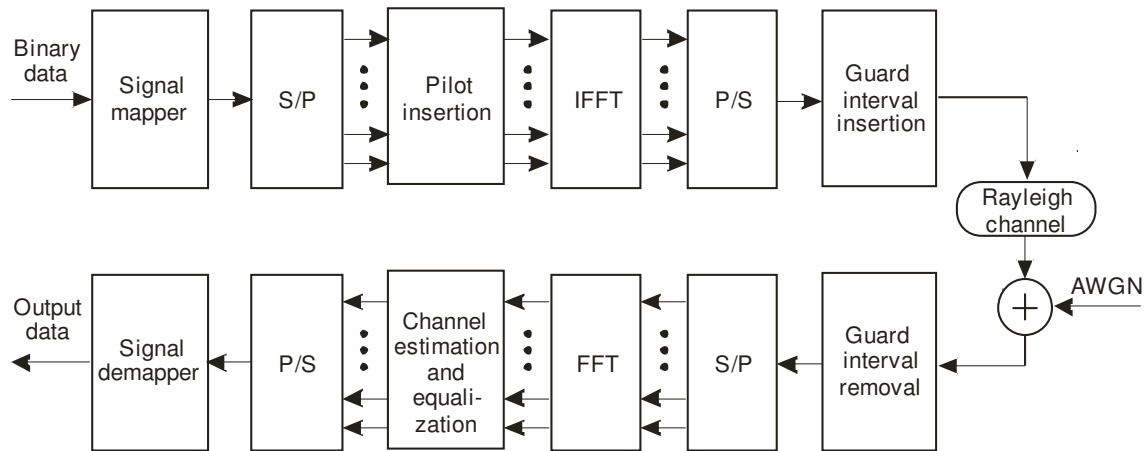 Binary
data
Signal
mapper
S/P
Pilot
insertion
IFFT
P/S
Guard
interval
insertion
Rayleigh
channel
AWGN
+
Output
data
Signal
demapper
P/S
Channel
estimation
and
equali-
zation
FFT
S/P
Guard
interval
removal